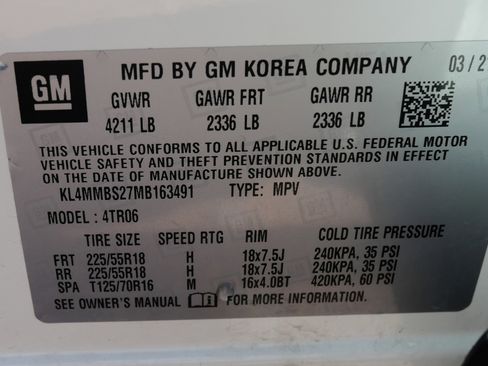 GM MFD BY GM KOREA COMPANY 03/2
GVWR GAWR FRT GAWR RR
4211 LB 2336 LB 2336 LB
THIS VEHICLE CONFORMS TO ALL APPLICABLE U.S. FEDERAL MOTOR
VEHICLE SAFETY AND THEFT PREVENTION STANDARDS IN EFFECT
ON THE DATE OF MANUFACTURE SHOWN ABOVE.
KL4MMBS27MB163491 TYPE: MPV
MODEL : 4TR06
TIRE SIZE SPEED RTG RIM COLD TIRE PRESSURE
FRT 225/55R18 H 18x7.5J 240KPA, 35 PSI
RR 225/55R18 H 18x7.5J 240KPA, 35 PSI
SPA T125/70R16 M 16x4.0BT 420KPA, 60 PSI
SEE OWNER'S MANUAL FOR MORE INFORMATION